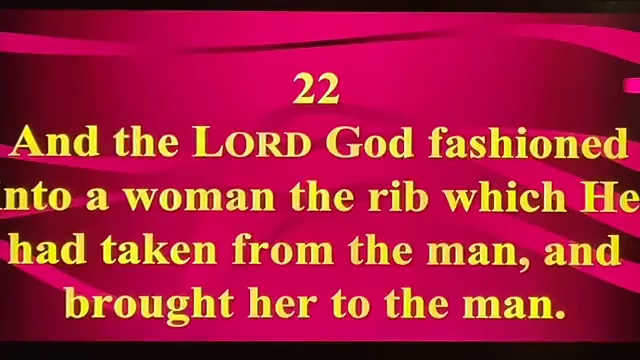 22
And the LORD God fashioned
into a woman the rib which He
had taken from the man, and
brought her to the man.